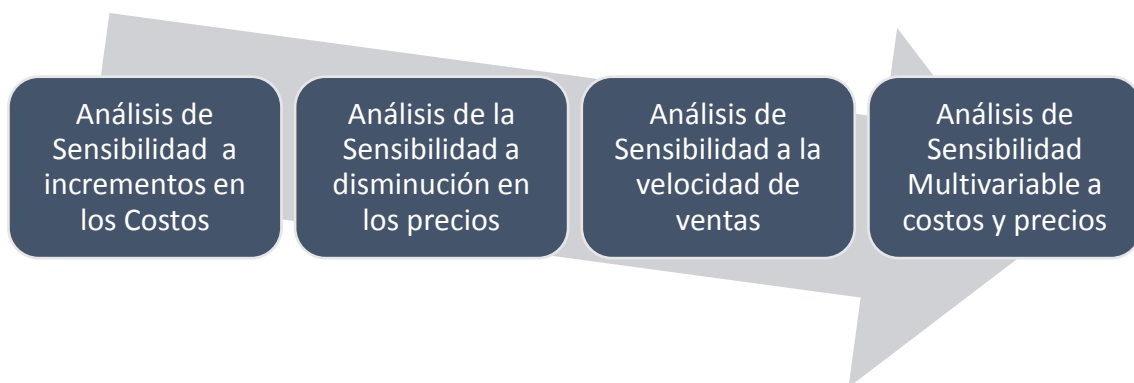 Análisis de
Sensibilidad a
incrementos en
los Costos
Análisis de la
Sensibilidad a
disminución en
los precios
Análisis de
Sensibilidad a la
velocidad de
ventas
Análisis de
Sensibilidad
Multivariable a
costos y precios